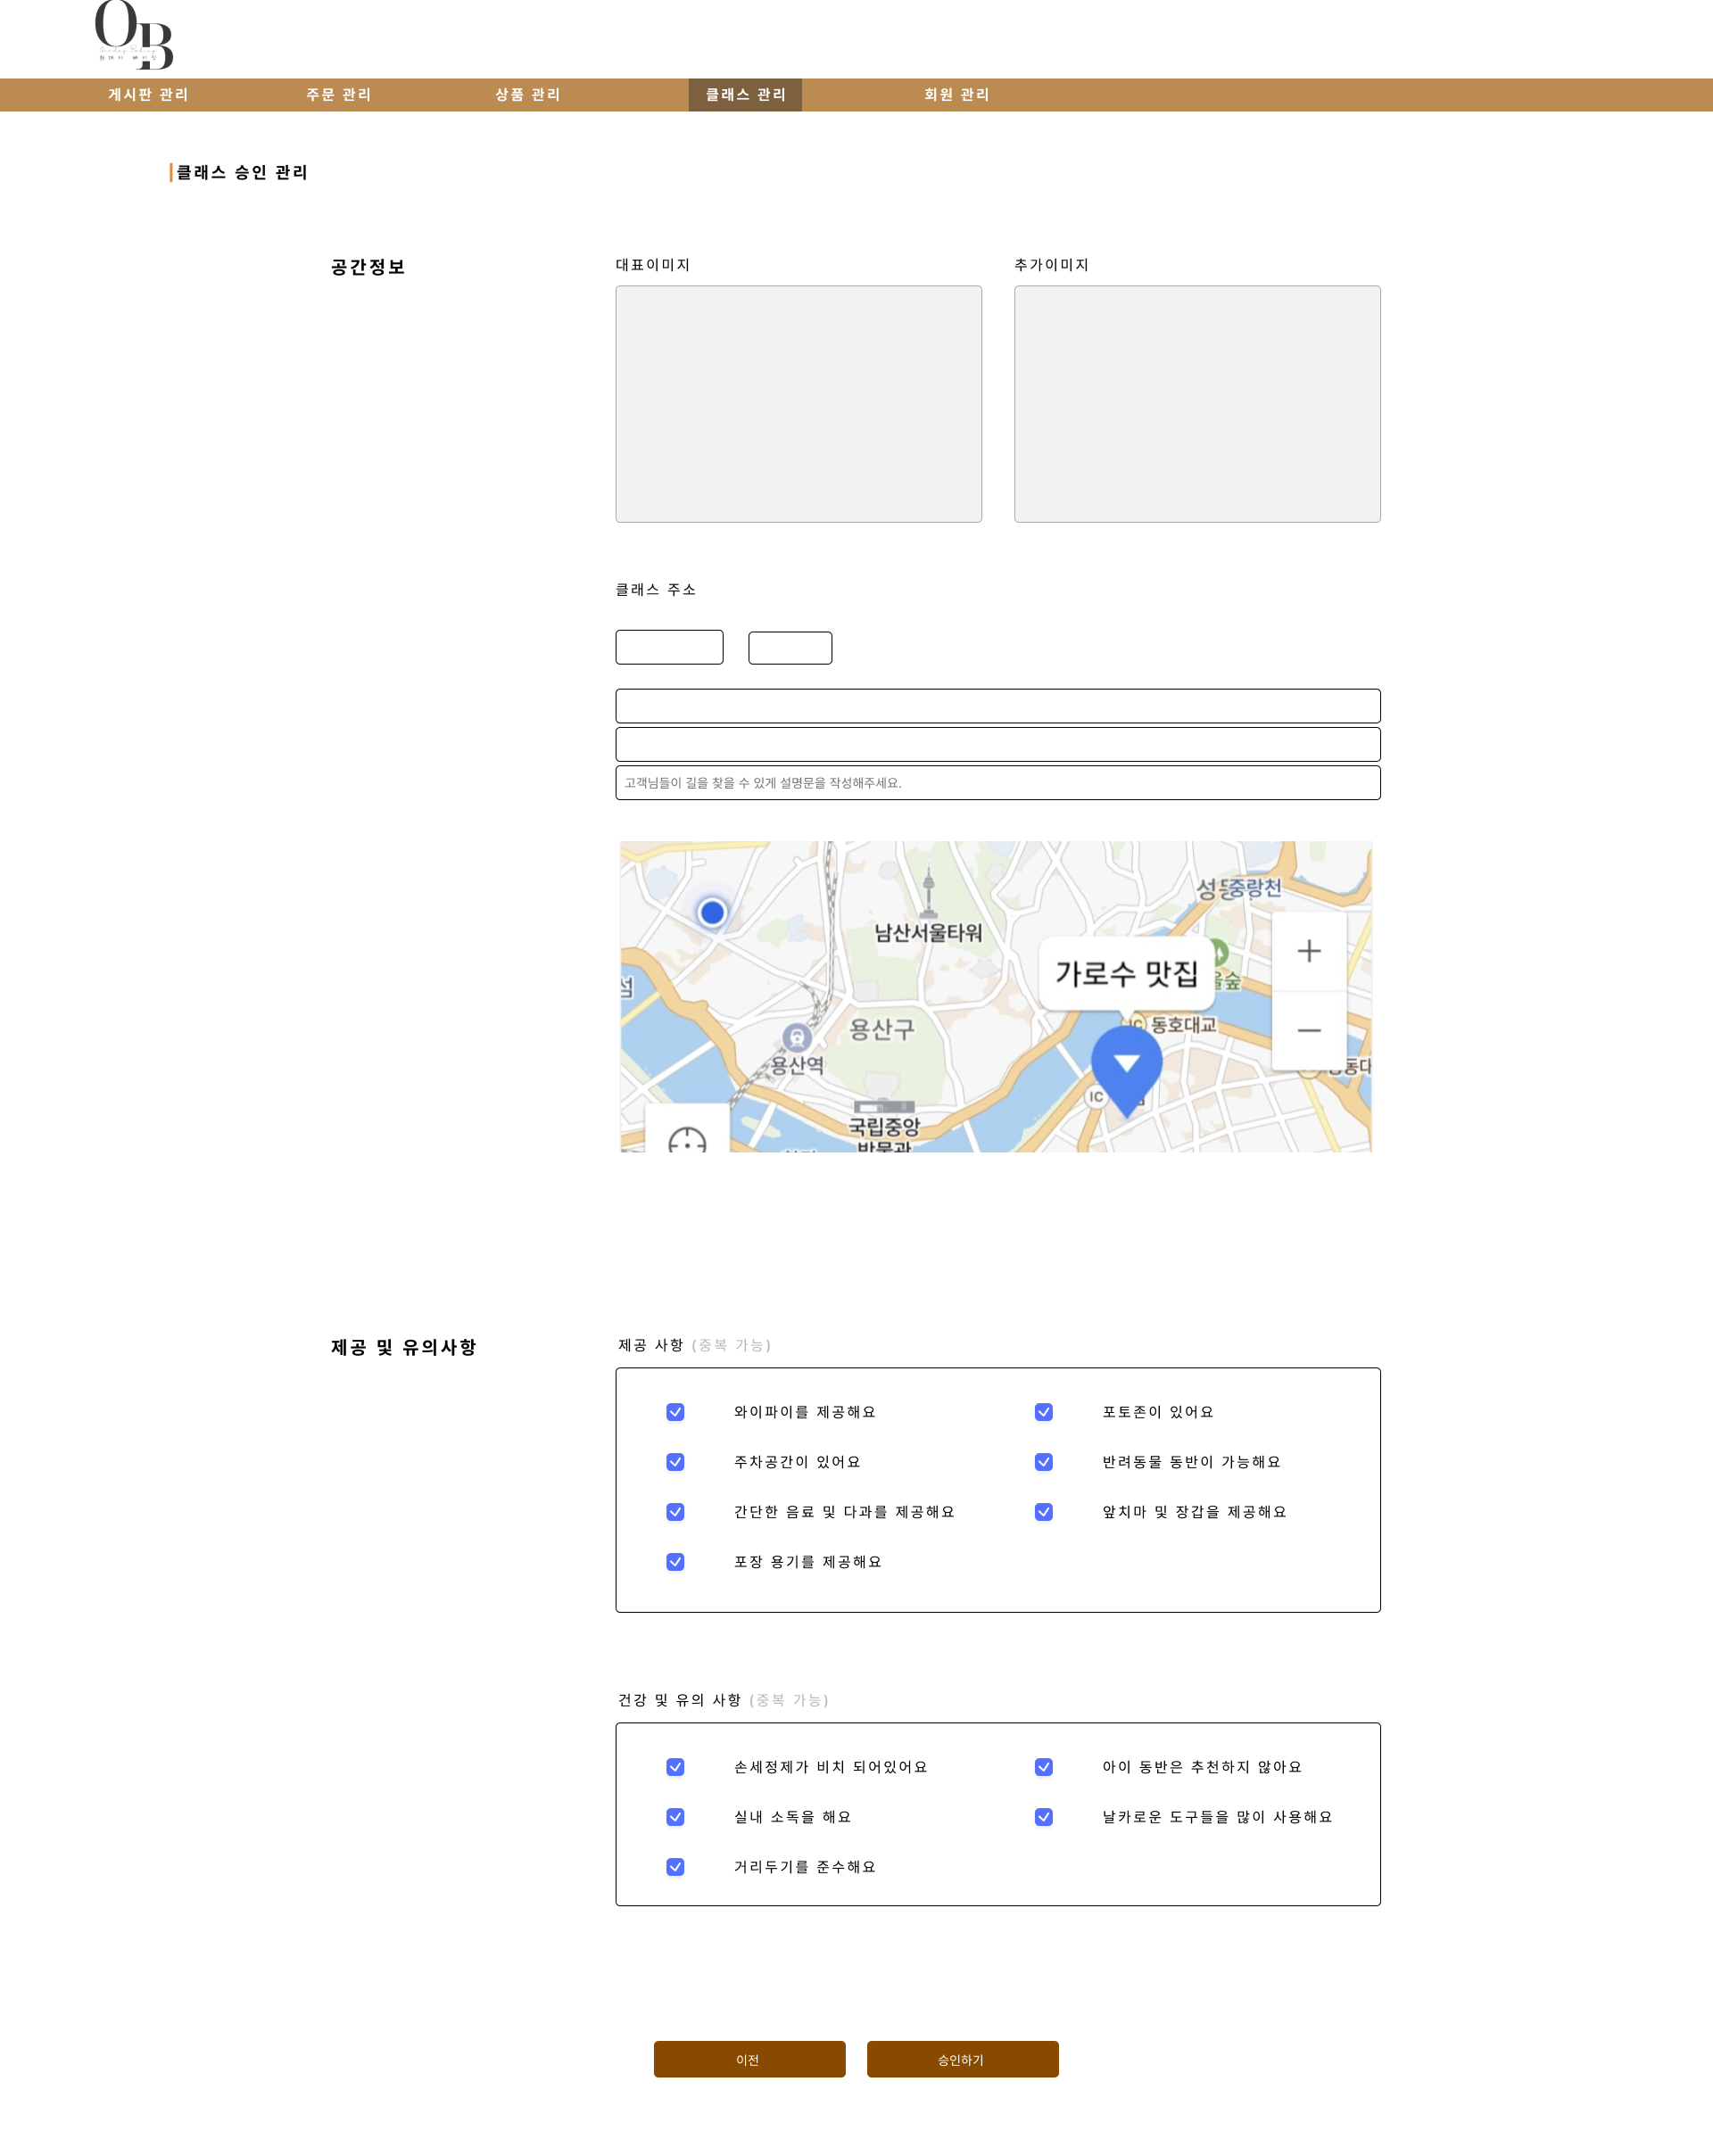 OB
게시판 관리
주문 관리
상품 관리
클래스 관리
회원 관리
클래스 승인 관리
공간정보
대표이미지
추가이미지
클래스 주소
고객님들이 길을 찾을 수 있게 설명문을 작성해주세요.
중랑천
남산서울타워
가로수 맛집
용산구
IC 동호대교
용산역
IC
국립중앙
박물관
제공 및 유의사항
제공 사항 (중복 가능)
와이파이를 제공해요
포토존이 있어요
주차공간이 있어요
반려동물 동반이 가능해요
간단한 음료 및 다과를 제공해요
앞치마 및 장갑을 제공해요
포장 용기를 제공해요
건강 및 유의 사항 (중복 가능)
손세정제가 비치 되어있어요
아이 동반은 추천하지 않아요
실내 소독을 해요
날카로운 도구들을 많이 사용해요
거리두기를 준수해요
이전
승인하기